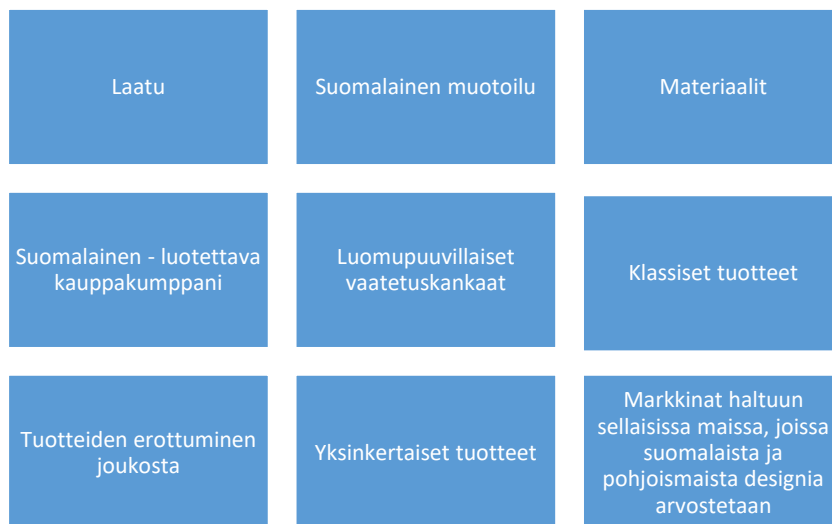 Laatu
Suomalainen muotoilu
Materiaalit
Suomalainen - luotettava
kauppakumppani
Luomupuuvillaiset
vaatetuskankaat
Klassiset tuotteet
Tuotteiden erottuminen
joukosta
Yksinkertaiset tuotteet
Markkinat haltuun
sellaisissa maissa, joissa
suomalaista ja
pohjoismaista designia
arvostetaan